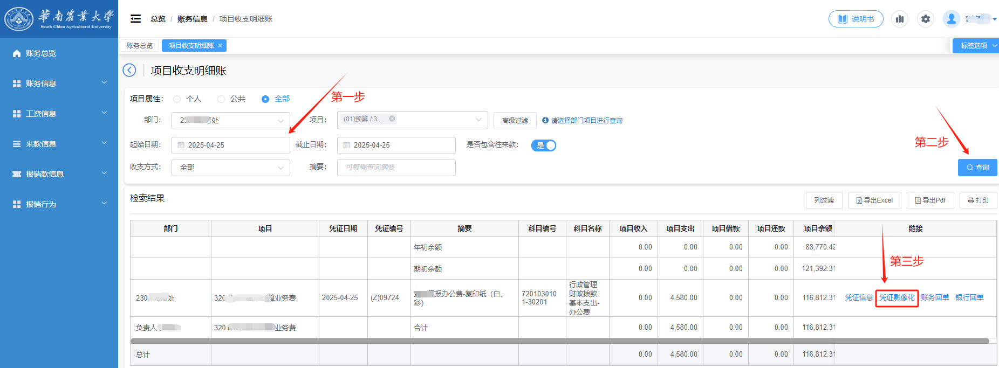 華南農業大學
South China Agricultural University
总览 / 账务信息 / 项目收支明细账
说明书
账务总览
项目收支明细账 ×
标签选项
账务总览
账务信息
工资信息
来款信息
报销款信息
报销行为
项目收支明细账
第一步
项目属性：
个人
公共
全部
部门：
务处
项目：
(01)预算 / 3...
高级过滤
请选择部门项目进行查询
起始日期：
2025-04-25
截止日期：
2025-04-25
是否包含往来款：
是
第二步
收支方式：
全部
摘要：
可模糊查询摘要
查询
检索结果
列过滤
导出Excel
导出Pdf
打印
部门 项目 凭证日期 凭证编号 摘要 科目编号 科目名称 项目收入 项目支出 项目借款 项目还款 项目余额 链接
年初余额 0.00 0.00 0.00 0.00 88,770.42
第三步
期初余额 0.00 0.00 0.00 0.00 121,392.31
230 处 320 算业务费 2025-04-25 (Z)09724 报办公费-复印纸（白、
彩） 720103010
1-30201 行政管理
财政拨款
基本支出-
办公费 0.00 4,580.00 0.00 0.00 116,812.31 凭证信息 凭证影像化 账务回单 银行回单
负责人 业务费 合计 0.00 4,580.00 0.00 0.00 116,812.31
总计 0.00 4,580.00 0.00 0.00 116,812.31